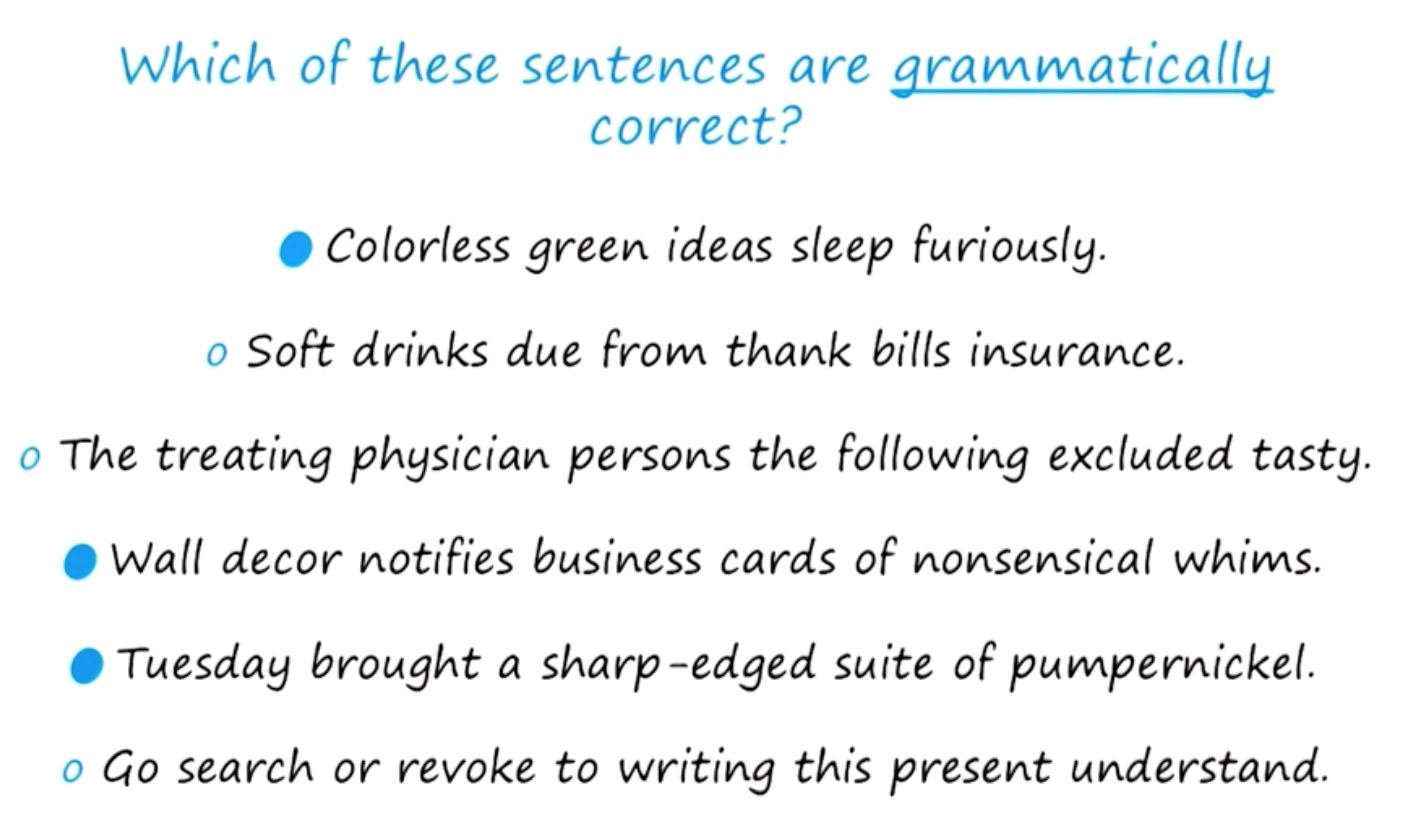 Which of these sentences are grammatically
correct?
Colorless green ideas sleep furiously.
o Soft drinks due from thank bills insurance.
o The treating physician persons the following excluded tasty.
Wall decor notifies business cards of nonsensical whims.
Tuesday brought a sharp-edged suite of pumpernickel.
o Go search or revoke to writing this present understand.